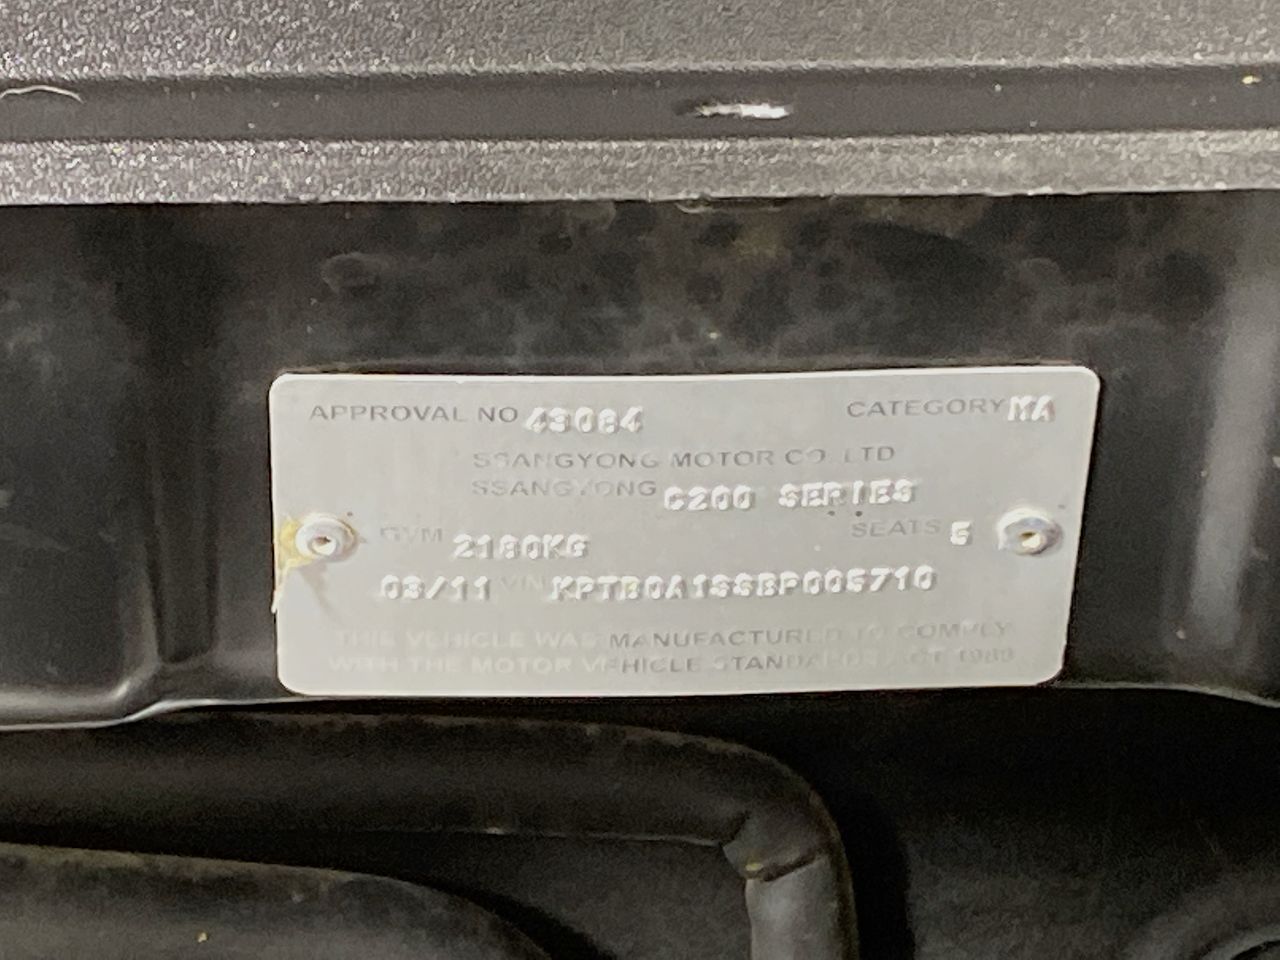 APPROVAL NO 43084 CATEGORY MA
SSANGYONG MOTOR CO. LTD
SSANGYONG C200 SERIES
GVM 2180KG SEATS 5
03/11 VIN
THIS VEHICLE WAS MANUFACTURED TO COMPLY
WITH THE MOTOR VEHICLE STANDARDS ACT 1989